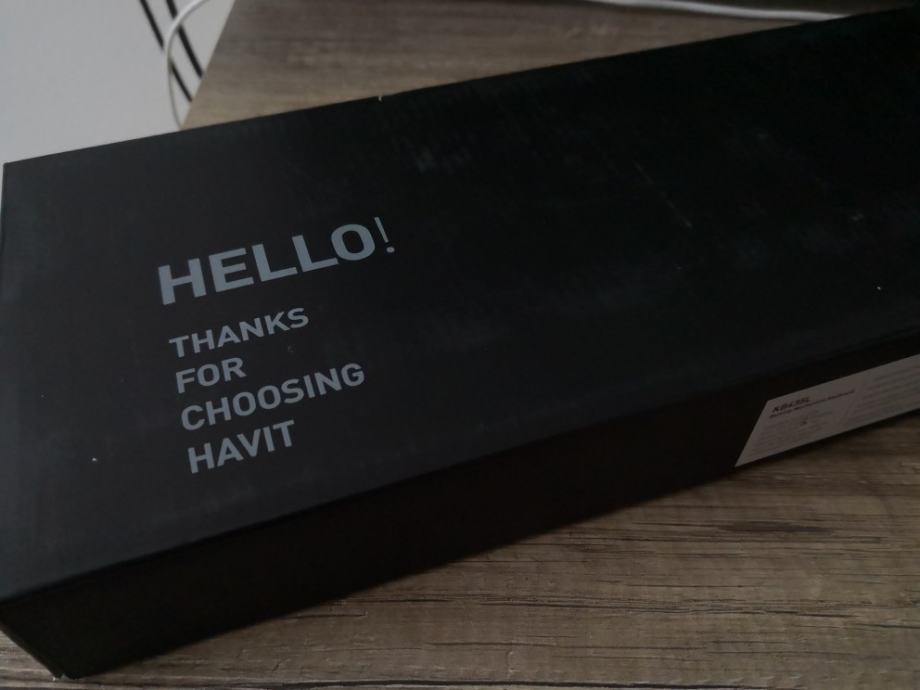 HELLO!
THANKS
FOR
CHOOSING
HAVIT